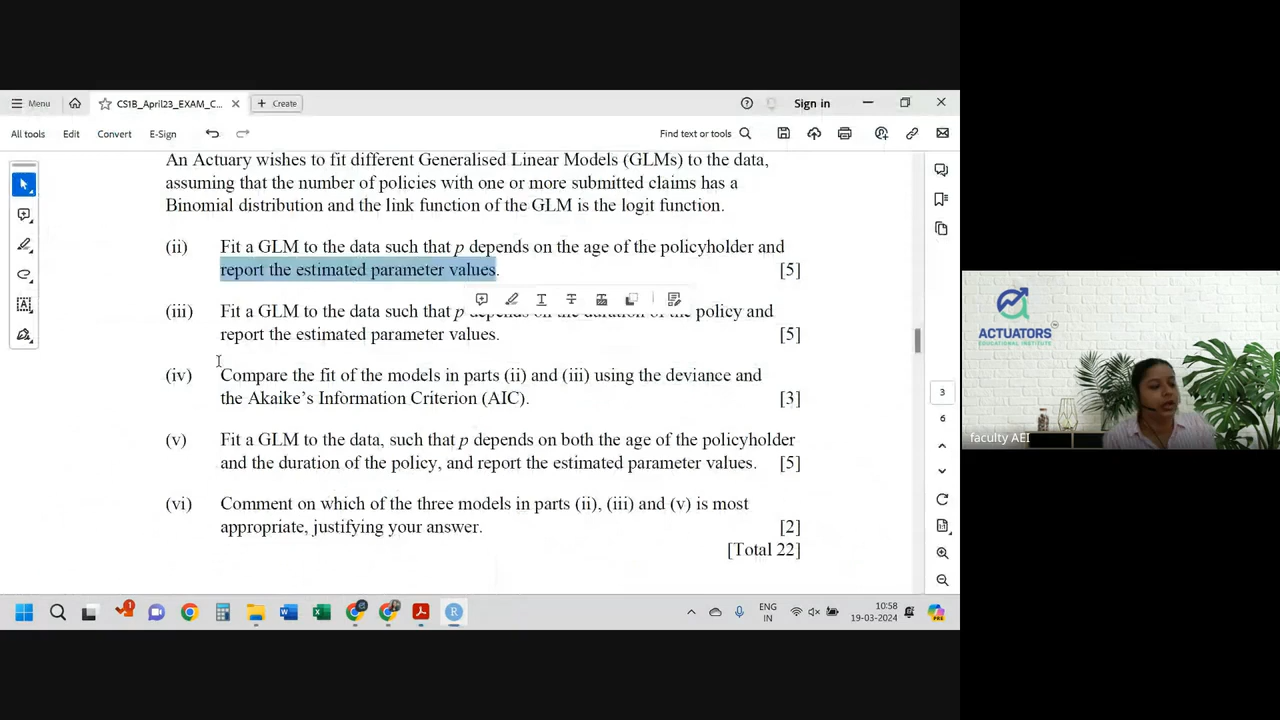 Menu
CS1B_April23_EXAM_C...
Create
Sign in
All tools
Edit
Convert
E-Sign
Find text or tools
An Actuary wishes to fit different Generalised Linear Models (GLMs) to the data,
assuming that the number of policies with one or more submitted claims has a
Binomial distribution and the link function of the GLM is the logit function.
(ii) Fit a GLM to the data such that p depends on the age of the policyholder and
report the estimated parameter values. [5]
(iii) Fit a GLM to the data such that p depends on the duration of the policy and
report the estimated parameter values. [5]
(iv) Compare the fit of the models in parts (ii) and (iii) using the deviance and
the Akaike's Information Criterion (AIC). [3]
(v) Fit a GLM to the data, such that p depends on both the age of the policyholder
and the duration of the policy, and report the estimated parameter values. [5]
(vi) Comment on which of the three models in parts (ii), (iii) and (v) is most
appropriate, justifying your answer. [2]
[Total 22]
3
6
ACTUATORS
EDUCATIONAL INSTITUTE
faculty AEI
ENG
IN
10:58
19-03-2024